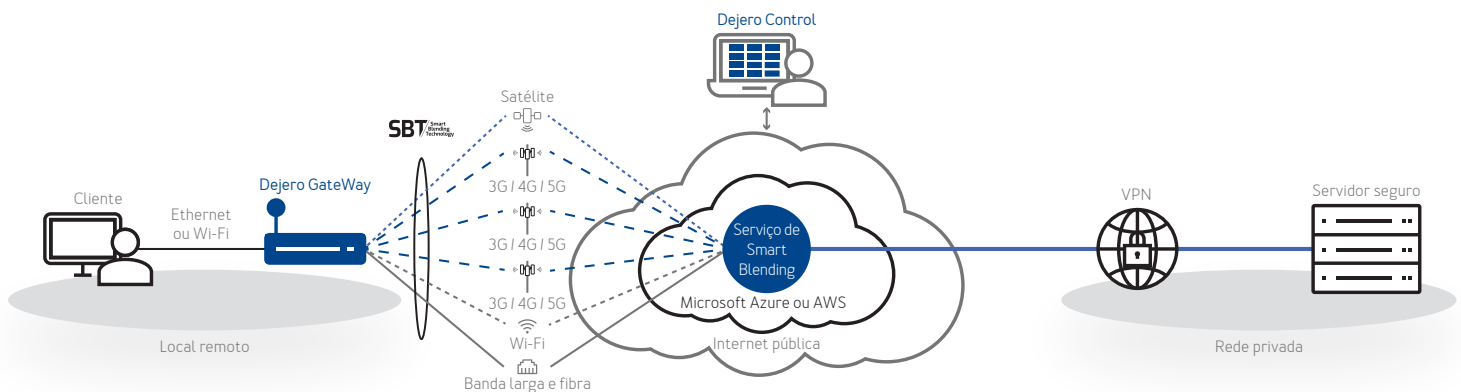 Dejero Control
Satélite
SBT Smart
Blending
Technology
Dejero GateWay
3G / 4G / 5G
Cliente
Ethernet
ou Wi-Fi
3G / 4G / 5G
3G / 4G / 5G
Wi-Fi
Banda larga e fibra
Local remoto
Serviço de
Smart
Blending
Microsoft Azure ou AWS
Internet pública
VPN
Servidor seguro
Rede privada